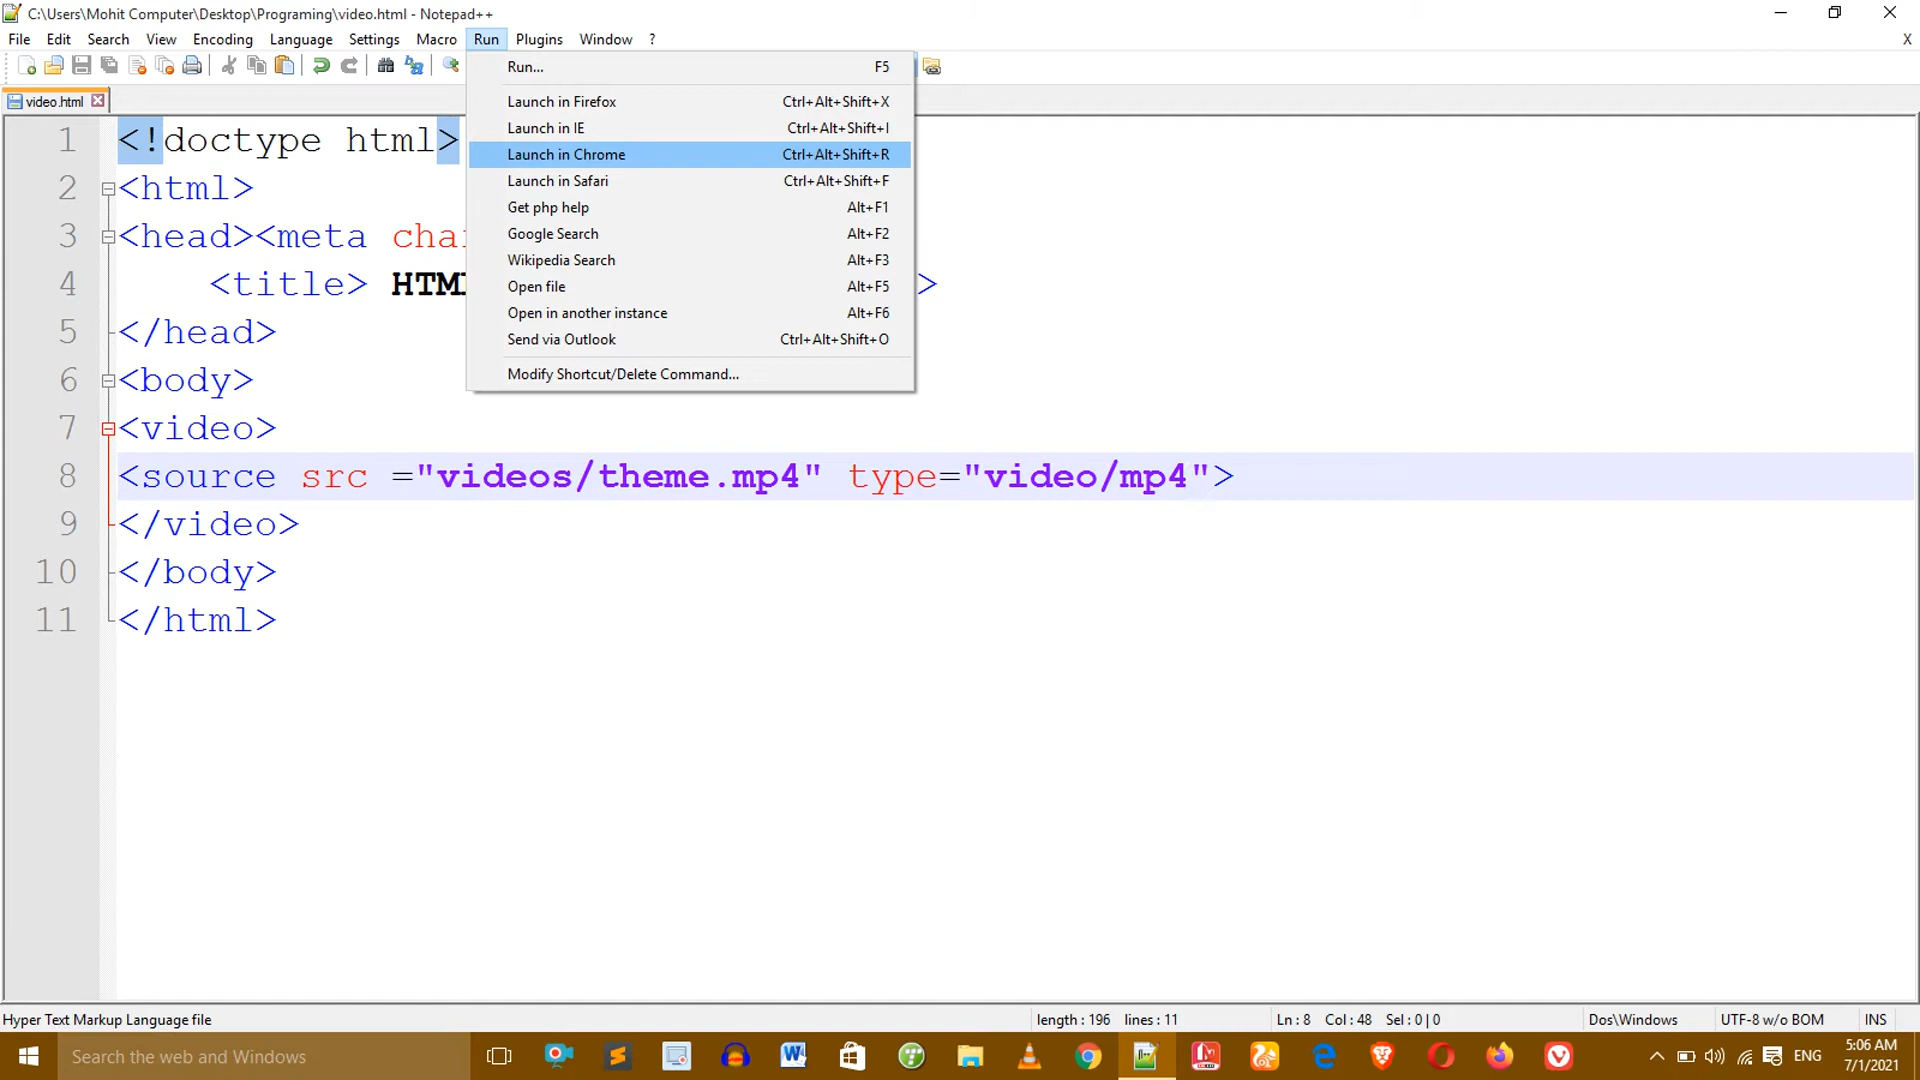 C:\Users\Mohit Computer\Desktop\Programing\video.html - Notepad++
File Edit Search View Encoding Language Settings Macro Run Plugins Window ? X
Run... F5
Launch in Firefox Ctrl+Alt+Shift+X
Launch in IE Ctrl+Alt+Shift+I
Launch in Chrome Ctrl+Alt+Shift+R
Launch in Safari Ctrl+Alt+Shift+F
Get php help Alt+F1
Google Search Alt+F2
Wikipedia Search Alt+F3
Open file Alt+F5
Open in another instance Alt+F6
Send via Outlook Ctrl+Alt+Shift+O
Modify Shortcut/Delete Command...
video.html
1 <!doctype html>
2 <html>
3 <head><meta cha
4 <title> HTM >
5 </head>
6 <body>
7 <video>
8 <source src ="videos/theme.mp4" type="video/mp4">
9 </video>
10 </body>
11 </html>
Hyper Text Markup Language file length : 196 lines : 11 Ln : 8 Col : 48 Sel : 0 | 0 Dos\Windows UTF-8 w/o BOM INS
Search the web and Windows
ENG
5:06 AM
7/1/2021